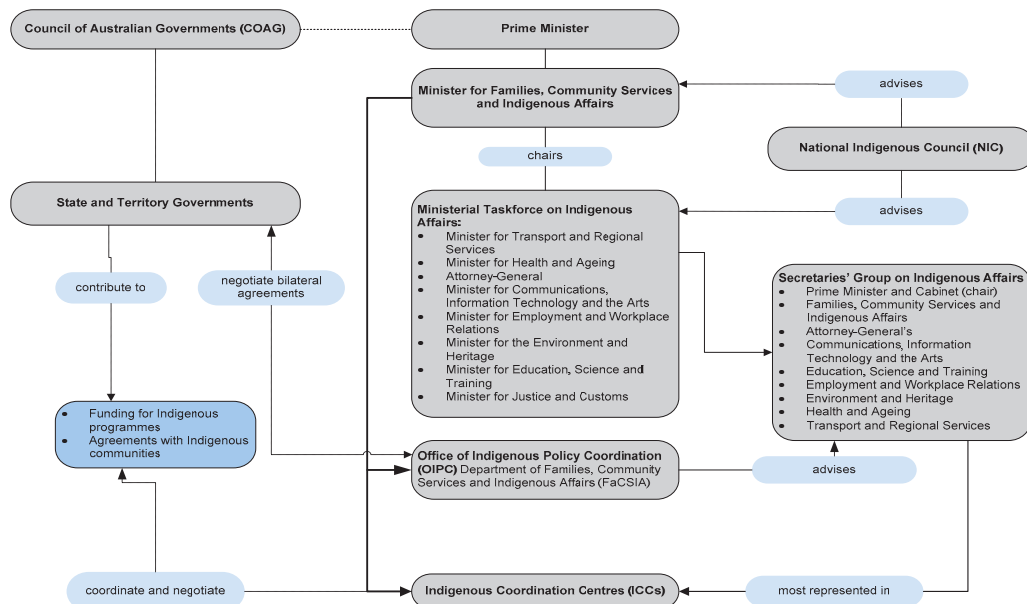 Council of Australian Governments (COAG)
Prime Minister
Minister for Families, Community Services
and Indigenous Affairs
advises
National Indigenous Council (NIC)
chairs
advises
State and Territory Governments
Ministerial Taskforce on Indigenous
Affairs:
• Minister for Transport and Regional
Services
• Minister for Health and Ageing
• Attorney-General
• Minister for Communications,
Information Technology and the Arts
• Minister for Employment and Workplace
Relations
• Minister for the Environment and
Heritage
• Minister for Education, Science and
Training
• Minister for Justice and Customs
contribute to
negotiate bilateral
agreements
Secretaries' Group on Indigenous Affairs
• Prime Minister and Cabinet (chair)
• Families, Community Services and
Indigenous Affairs
• Attorney-General's
• Communications, Information
Technology and the Arts
• Education, Science and Training
• Employment and Workplace Relations
• Environment and Heritage
• Health and Ageing
• Transport and Regional Services
• Funding for Indigenous
programmes
• Agreements with Indigenous
communities
Office of Indigenous Policy Coordination
(OIPC) Department of Families, Community
Services and Indigenous Affairs (FaCSIA)
advises
coordinate and negotiate
Indigenous Coordination Centres (ICCs)
most represented in